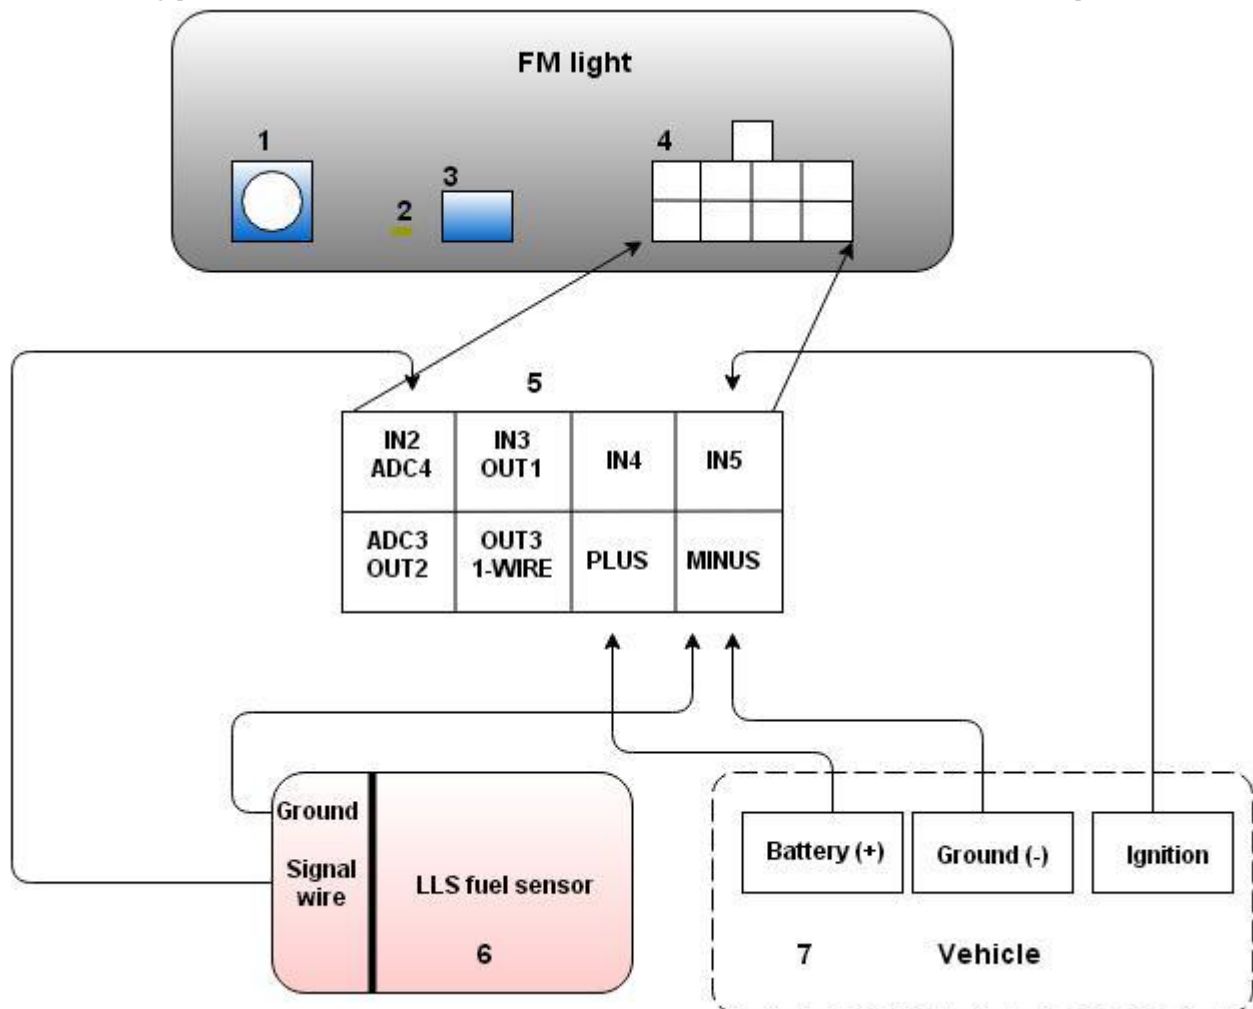 FM light
1
2
3
4
5
IN2
ADC4
IN3
OUT1
IN4
IN5
ADC3
OUT2
OUT3
1-WIRE
PLUS
MINUS
Ground
Signal
wire
LLS fuel sensor
6
Battery (+)
Ground (-)
Ignition
7
Vehicle